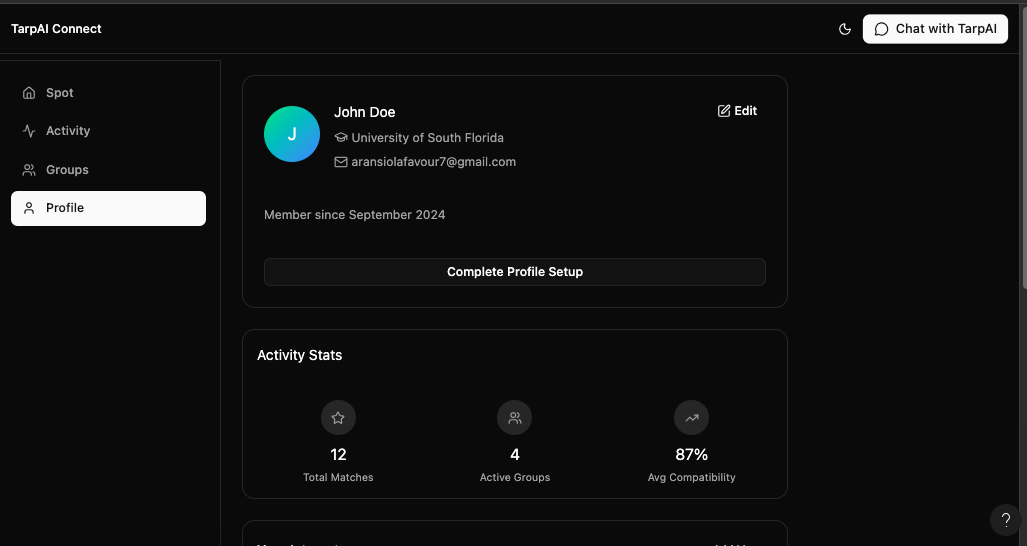 TarpAI Connect
Chat with TarpAI
Spot
Activity
Groups
Profile
John Doe
Edit
University of South Florida
aransiolafavour7@gmail.com
Member since September 2024
Complete Profile Setup
Activity Stats
12
4
87%
Total Matches
Active Groups
Avg Compatibility
?
J